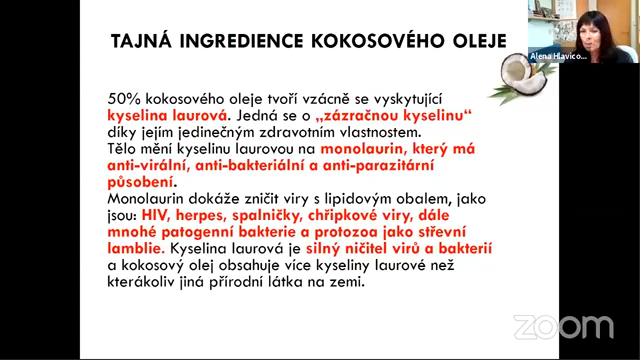 TAJNÁ INGREDIENCE KOKOSOVÉHO OLEJE
Alena Hlavico...
50% kokosového oleje tvoří vzácně se vyskytující
kyselina laurová. Jedná se o „zázračnou kyselinu“
díky jejím jedinečným zdravotním vlastnostem.
Tělo mění kyselinu laurovou na monolaurin, který má
anti-virální, anti-bakteriální a anti-parazitární
působení.
Monolaurin dokáže zničit viry s lipidovým obalem, jako
jsou: HIV, herpes, spalničky, chřipkové viry, dále
mnohé patogenní bakterie a protozoa jako střevní
lamblie. Kyselina laurová je silný ničitel virů a bakterií
a kokosový olej obsahuje více kyseliny laurové než
kterákoliv jiná přírodní látka na zemi.
zoom